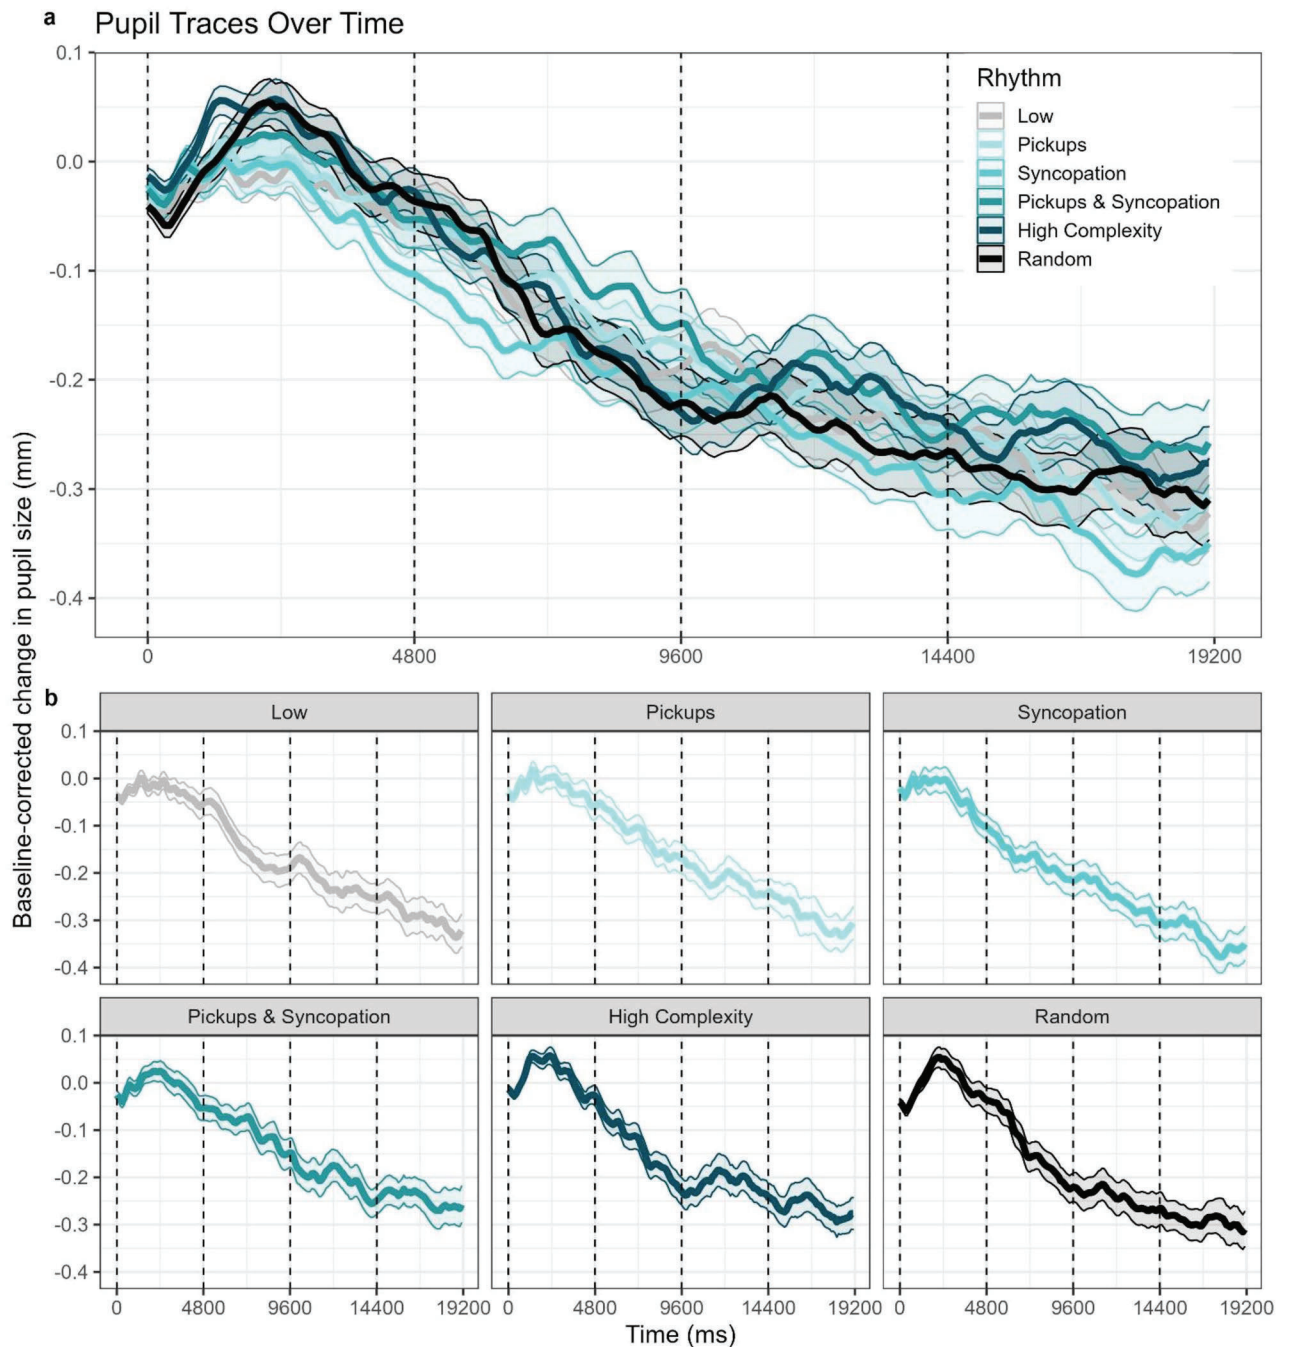 a Pupil Traces Over Time
Baseline-corrected change in pupil size (mm)
0.1
0.0
-0.1
-0.2
-0.3
-0.4
Rhythm
Low
Pickups
Syncopation
Pickups & Syncopation
High Complexity
Random
0 4800 9600 14400 19200
b
Low Pickups Syncopation
0.1
0.0
-0.1
-0.2
-0.3
-0.4
Pickups & Syncopation High Complexity Random
0.1
0.0
-0.1
-0.2
-0.3
-0.4
0 4800 9600 14400 19200 0 4800 9600 14400 19200 0 4800 9600 14400 19200
Time (ms)